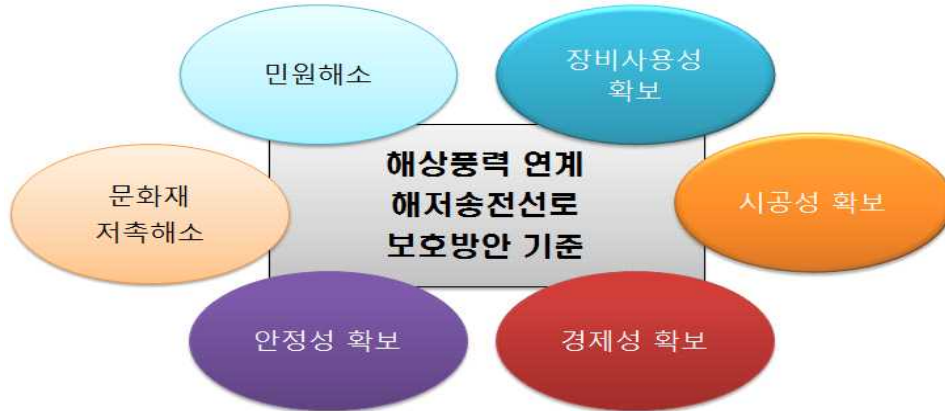 민원해소
장비사용성
확보
문화재
저촉해소
해상풍력 연계
해저송전선로
보호방안 기준
시공성 확보
안정성 확보
경제성 확보